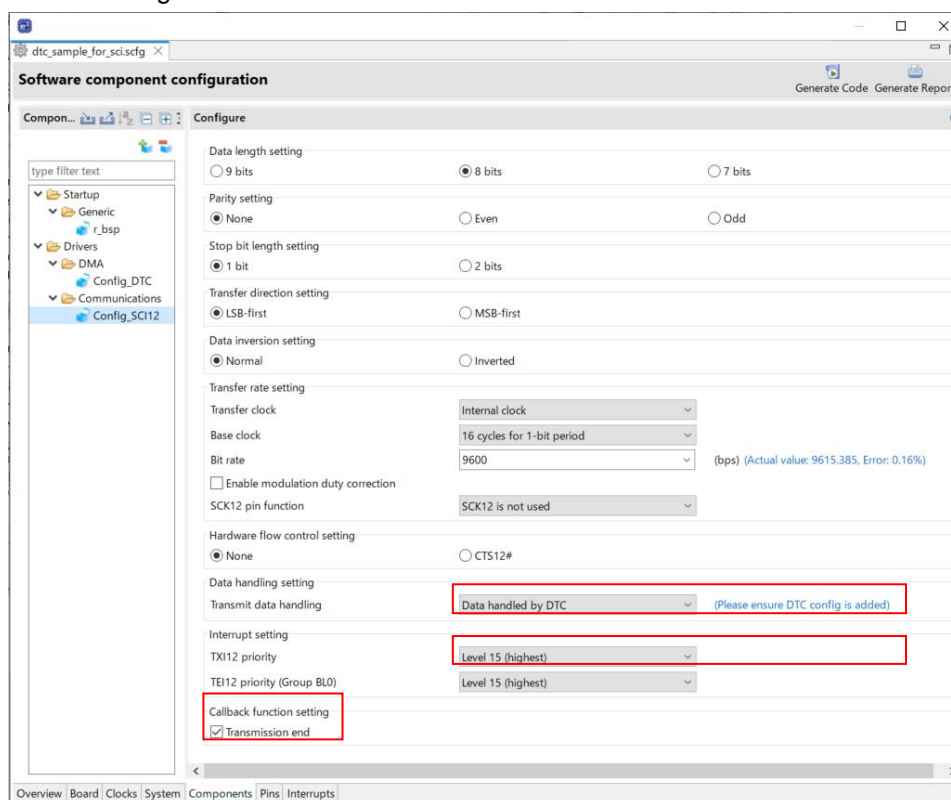 dtc_sample_for_sci.scfg
Software component configuration
Generate Code Generate Repor
Compon...
Configure
type filter text
Startup
Generic
r_bsp
Drivers
DMA
Config_DTC
Communications
Config_SCI12
Data length setting
9 bits 8 bits 7 bits
Parity setting
None Even Odd
Stop bit length setting
1 bit 2 bits
Transfer direction setting
LSB-first MSB-first
Data inversion setting
Normal Inverted
Transfer rate setting
Transfer clock Internal clock
Base clock 16 cycles for 1-bit period
Bit rate 9600 (bps) (Actual value: 9615.385, Error: 0.16%)
Enable modulation duty correction
SCK12 pin function SCK12 is not used
Hardware flow control setting
None CTS12#
Data handling setting
Transmit data handling Data handled by DTC (Please ensure DTC config is added)
Interrupt setting
TXI12 priority Level 15 (highest)
TEI12 priority (Group BL0) Level 15 (highest)
Callback function setting
Transmission end
Overview Board Clocks System Components Pins Interrupts